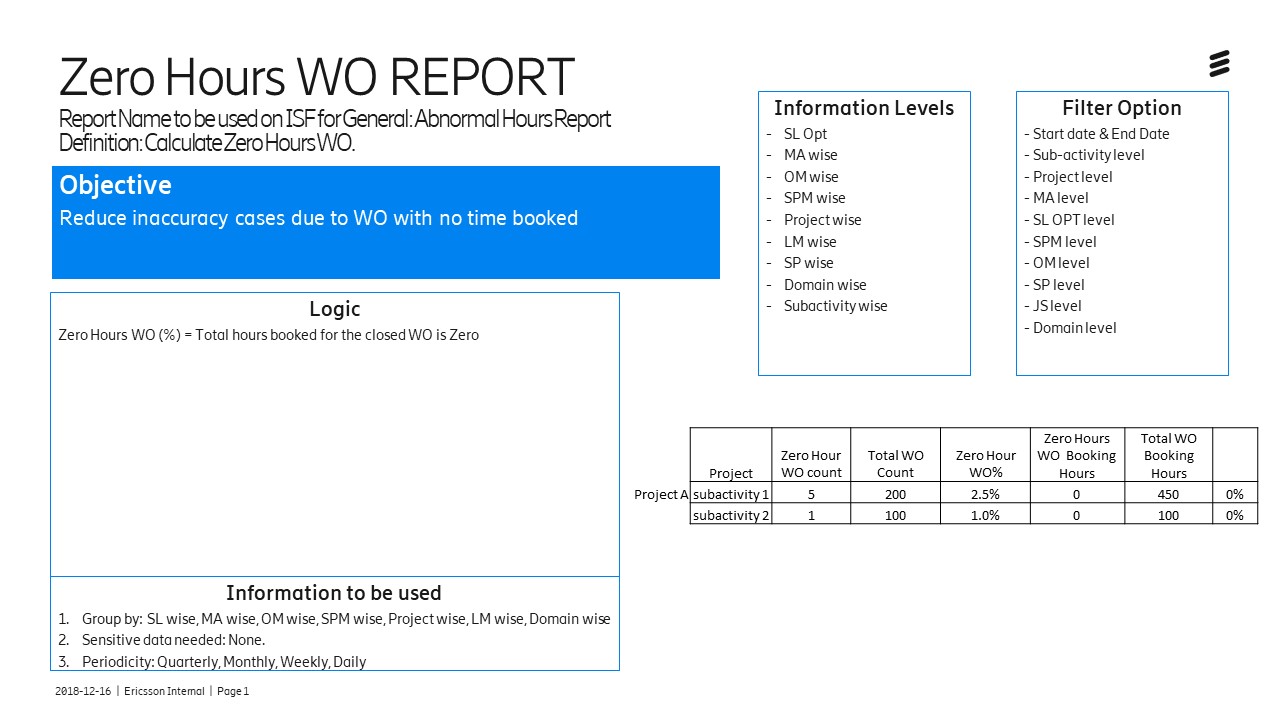 Zero Hours WO REPORT
Report Name to be used on ISF for General: Abnormal Hours Report
Definition: Calculate Zero Hours WO.
Objective
Reduce inaccuracy cases due to WO with no time booked
Logic
Zero Hours WO (%) = Total hours booked for the closed WO is Zero
Information to be used
1. Group by: SL wise, MA wise, OM wise, SPM wise, Project wise, LM wise, Domain wise
2. Sensitive data needed: None.
3. Periodicity: Quarterly, Monthly, Weekly, Daily
Information Levels
- SL Opt
- MA wise
- OM wise
- SPM wise
- Project wise
- LM wise
- SP wise
- Domain wise
- Subactivity wise
Filter Option
- Start date & End Date
- Sub-activity level
- Project level
- MA level
- SL OPT level
- SPM level
- OM level
- SP level
- JS level
- Domain level
Project Zero Hour WO count Total WO Count Zero Hour WO% Zero Hours WO Booking Hours Total WO Booking Hours
Project A subactivity 1 5 200 2.5% 0 450 0%
subactivity 2 1 100 1.0% 0 100 0%
2018-12-16 | Ericsson Internal | Page 1